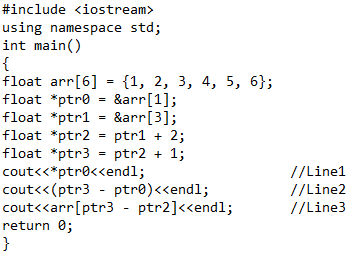 #include <iostream>
using namespace std;
int main()
{
float arr[6] = {1, 2, 3, 4, 5, 6};
float *ptr0 = &arr[1];
float *ptr1 = &arr[3];
float *ptr2 = ptr1 + 2;
float *ptr3 = ptr2 + 1;
cout<<*ptr0<<endl; //Line1
cout<<(ptr3 - ptr0)<<endl; //Line2
cout<<arr[ptr3 - ptr2]<<endl; //Line3
return 0;
}